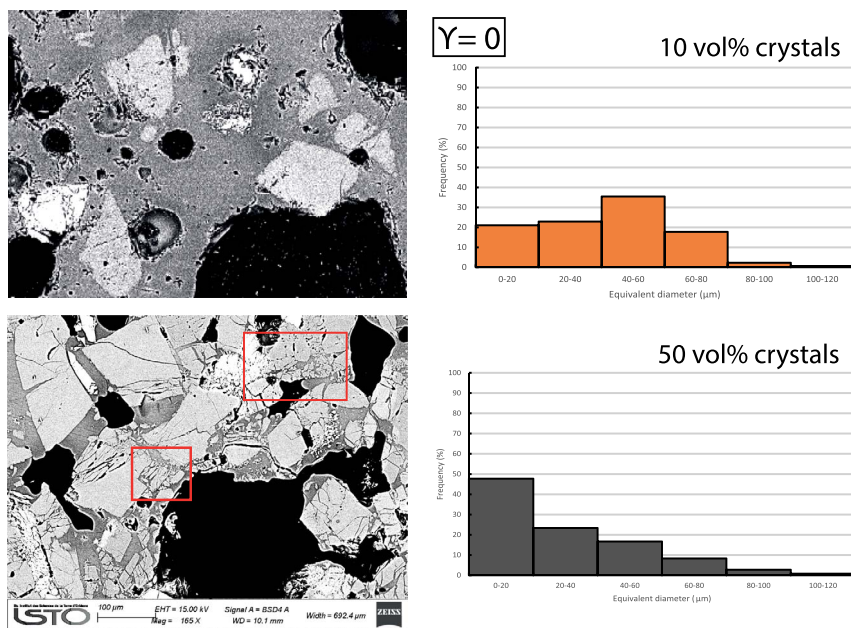 ϒ= 0
10 vol% crystals
Frequency (%)
100
90
80
70
60
50
40
30
20
10
0
0-20 20-40 40-60 60-80 80-100 100-120
Equivalent diameter (µm)
50 vol% crystals
Frequency (%)
100
90
80
70
60
50
40
30
20
10
0
0-20 20-40 40-60 60-80 80-100 100-120
Equivalent diameter (µm)
ISTO
100 µm
EHT = 15.00 kV Signal A = BSD4 A
Mag = 165 X WD = 10.1 mm Width = 692.4 µm
ZEISS